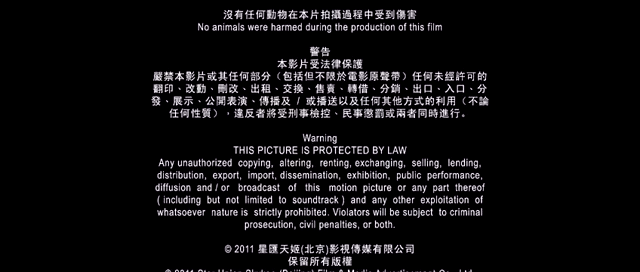 沒有任何動物在本片拍攝過程中受到傷害
No animals were harmed during the production of this film
警告
本影片受法律保護
嚴禁本影片或其任何部分（包括但不限於電影原聲帶）任何未經許可的
翻印、改動、刪改、出租、交換、售賣、轉借、分銷、出口、入口、分
發、展示、公開表演、傳播及 / 或播送以及任何其他方式的利用（不論
任何性質），違反者將受刑事檢控、民事懲罰或兩者同時進行。
Warning
THIS PICTURE IS PROTECTED BY LAW
Any unauthorized copying, altering, renting, exchanging, selling, lending,
distribution, export, import, dissemination, exhibition, public performance,
diffusion and / or broadcast of this motion picture or any part thereof
( including but not limited to soundtrack ) and any other exploitation of
whatsoever nature is strictly prohibited. Violators will be subject to criminal
prosecution, civil penalties, or both.
© 2011 星匯天姬(北京)影視傳媒有限公司
保留所有版權